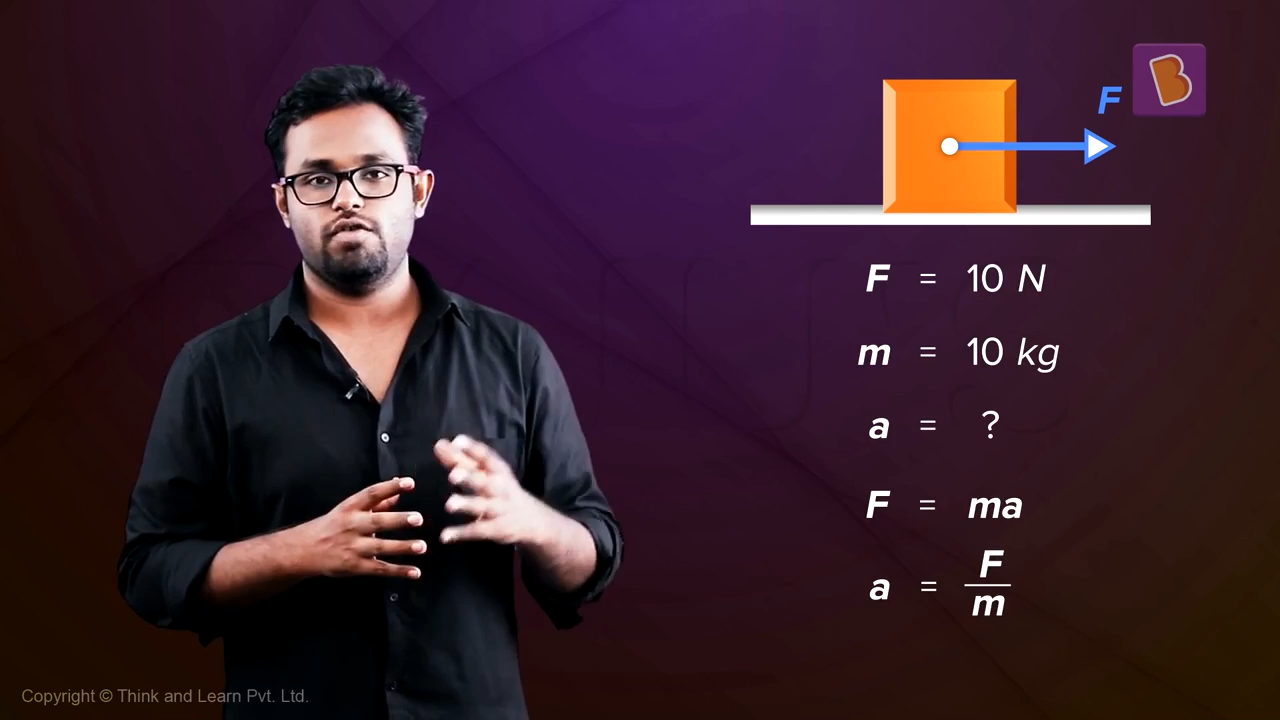 F
B
F = 10 N
m = 10 kg
a = ?
F = ma
a = F/m
Copyright © Think and Learn Pvt. Ltd.